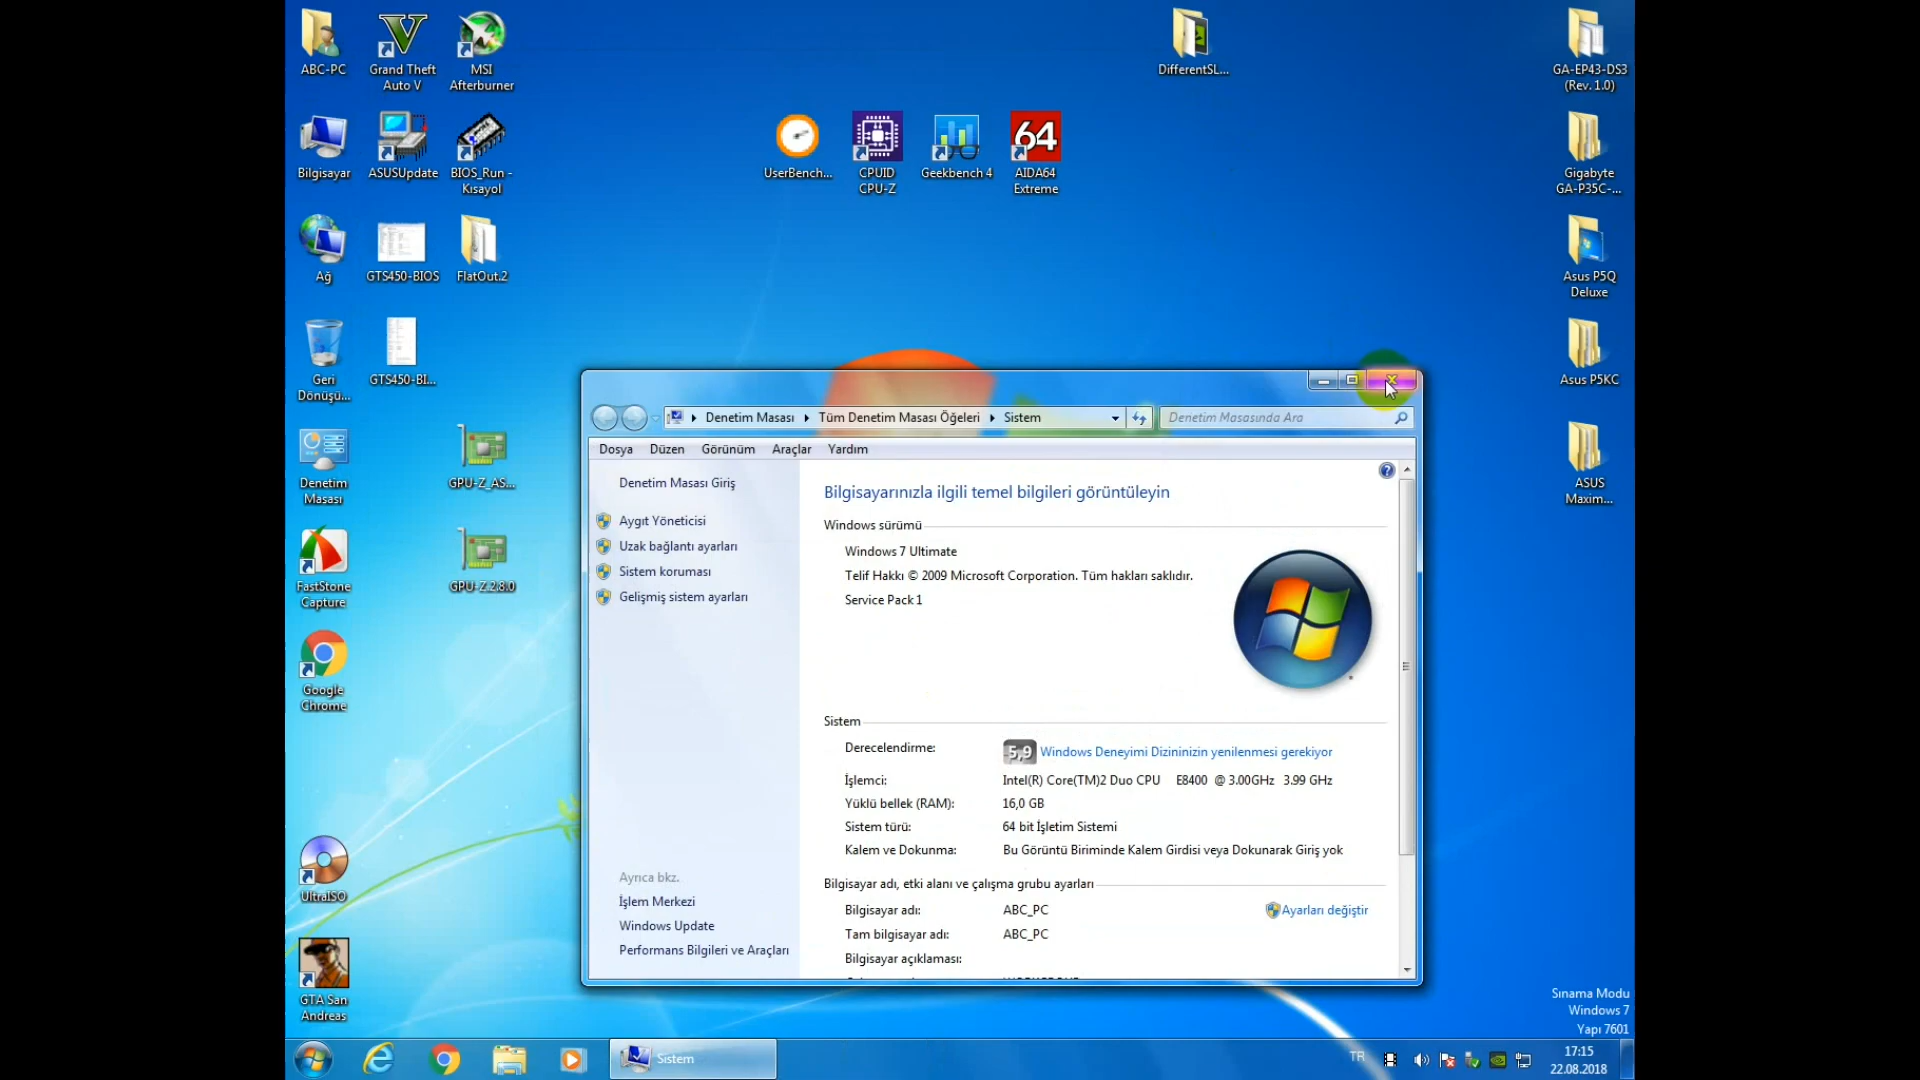 ABC-PC
Grand Theft
Auto V
MSI
Afterburner
DifferentSL...
GA-EP43-DS3
(Rev. 1.0)
Bilgisayar
ASUSUpdate
BIOS_Run -
Kısayol
UserBench...
CPUID
CPU-Z
Geekbench 4
64
AIDA64
Extreme
Gigabyte
GA-P35C-...
Ağ
GTS450-BIOS
FlatOut.2
Asus P5Q
Deluxe
Geri
Dönüşü...
GTS450-BI...
Asus P5KC
Denetim
Masası
GPU-Z_AS...
ASUS
Maxim...
FastStone
Capture
GPU-Z.2.8.0
Google
Chrome
UltraISO
GTA San
Andreas
Denetim Masası
Tüm Denetim Masası Öğeleri
Sistem
Denetim Masasında Ara
Dosya
Düzen
Görünüm
Araçlar
Yardım
Denetim Masası Giriş
Aygıt Yöneticisi
Uzak bağlantı ayarları
Sistem koruması
Gelişmiş sistem ayarları
Ayrıca bkz.
İşlem Merkezi
Windows Update
Performans Bilgileri ve Araçları
Bilgisayarınızla ilgili temel bilgileri görüntüleyin
Windows sürümü
Windows 7 Ultimate
Telif Hakkı © 2009 Microsoft Corporation. Tüm hakları saklıdır.
Service Pack 1
Sistem
Derecelendirme:
5,9 Windows Deneyimi Dizininizin yenilenmesi gerekiyor
İşlemci:
Intel(R) Core(TM)2 Duo CPU E8400 @ 3.00GHz 3.99 GHz
Yüklü bellek (RAM):
16,0 GB
Sistem türü:
64 bit İşletim Sistemi
Kalem ve Dokunma:
Bu Görüntü Biriminde Kalem Girdisi veya Dokunarak Giriş yok
Bilgisayar adı, etki alanı ve çalışma grubu ayarları
Bilgisayar adı:
ABC_PC
Ayarları değiştir
Tam bilgisayar adı:
ABC_PC
Bilgisayar açıklaması:
Sınama Modu
Windows 7
Yapı 7601
Sistem
TR
17:15
22.08.2018